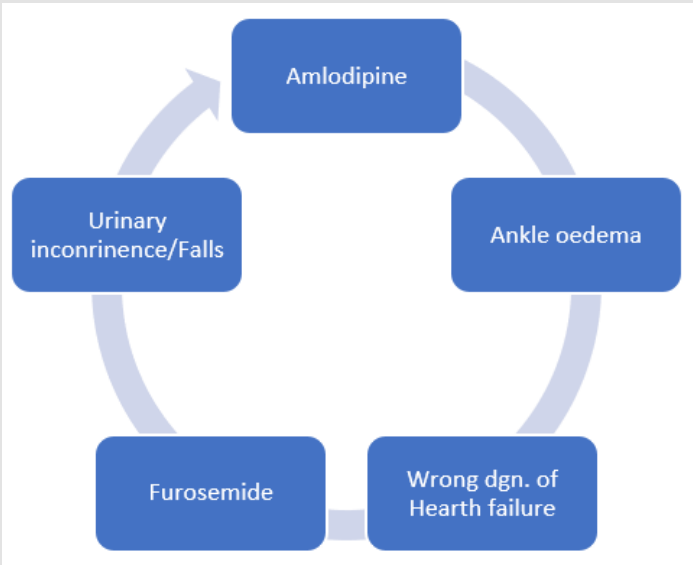 Amlodipine
Ankle oedema
Wrong dgn. of
Hearth failure
Furosemide
Urinary
inconrinence/Falls